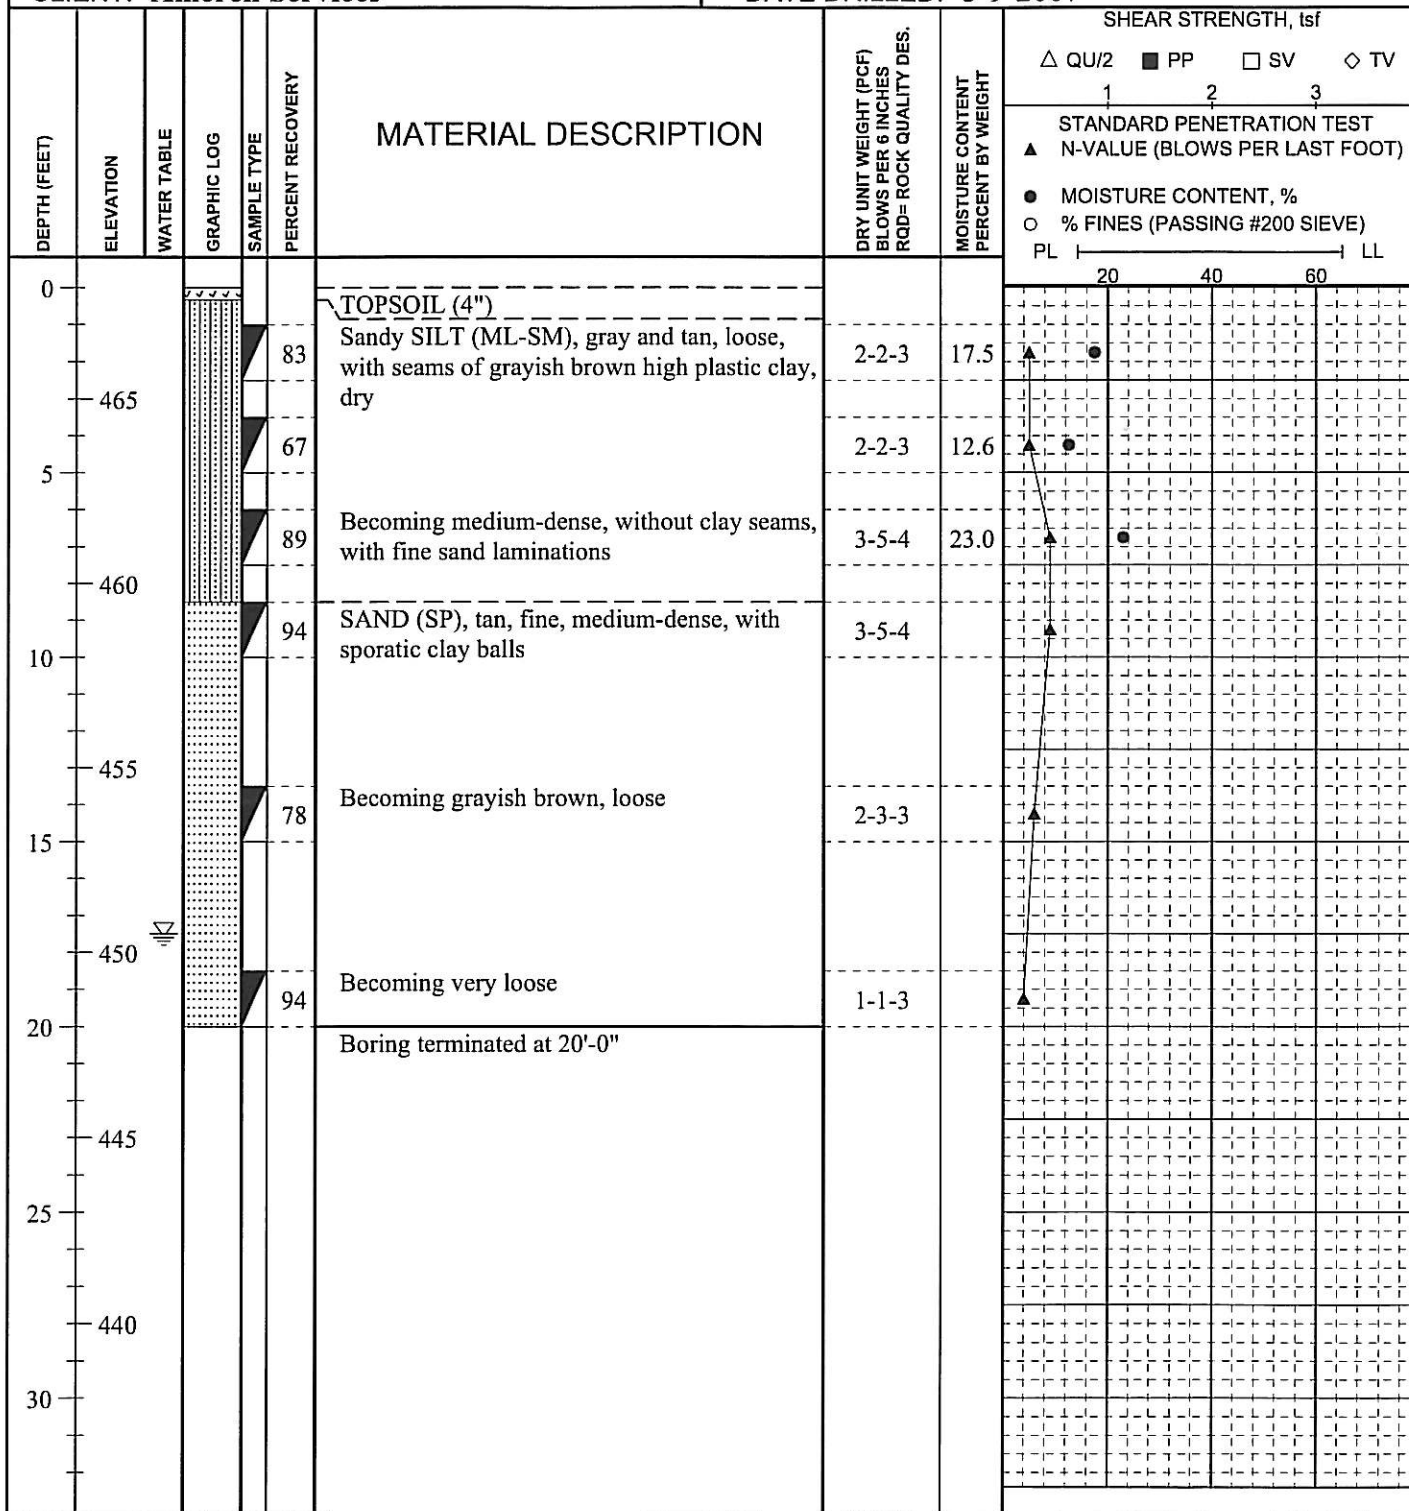 SHEAR STRENGTH, tsf
△ QU/2 ■ PP □ SV ◇ TV
1 2 3
STANDARD PENETRATION TEST
▲ N-VALUE (BLOWS PER LAST FOOT)
● MOISTURE CONTENT, %
○ % FINES (PASSING #200 SIEVE)
PL LL
20 40 60
DEPTH (FEET)
ELEVATION
WATER TABLE
GRAPHIC LOG
SAMPLE TYPE
PERCENT RECOVERY
MATERIAL DESCRIPTION
DRY UNIT WEIGHT (PCF)
BLOWS PER 6 INCHES
RQD= ROCK QUALITY DES.
MOISTURE CONTENT
PERCENT BY WEIGHT
0
TOPSOIL (4")
Sandy SILT (ML-SM), gray and tan, loose,
83 2-2-3 17.5
with seams of grayish brown high plastic clay,
465 dry
67 2-2-3 12.6
5
Becoming medium-dense, without clay seams,
89 3-5-4 23.0
with fine sand laminations
460
SAND (SP), tan, fine, medium-dense, with
94 3-5-4
sporatic clay balls
10
455
Becoming grayish brown, loose
78 2-3-3
15
450
Becoming very loose
94 1-1-3
20
Boring terminated at 20'-0"
445
25
440
30